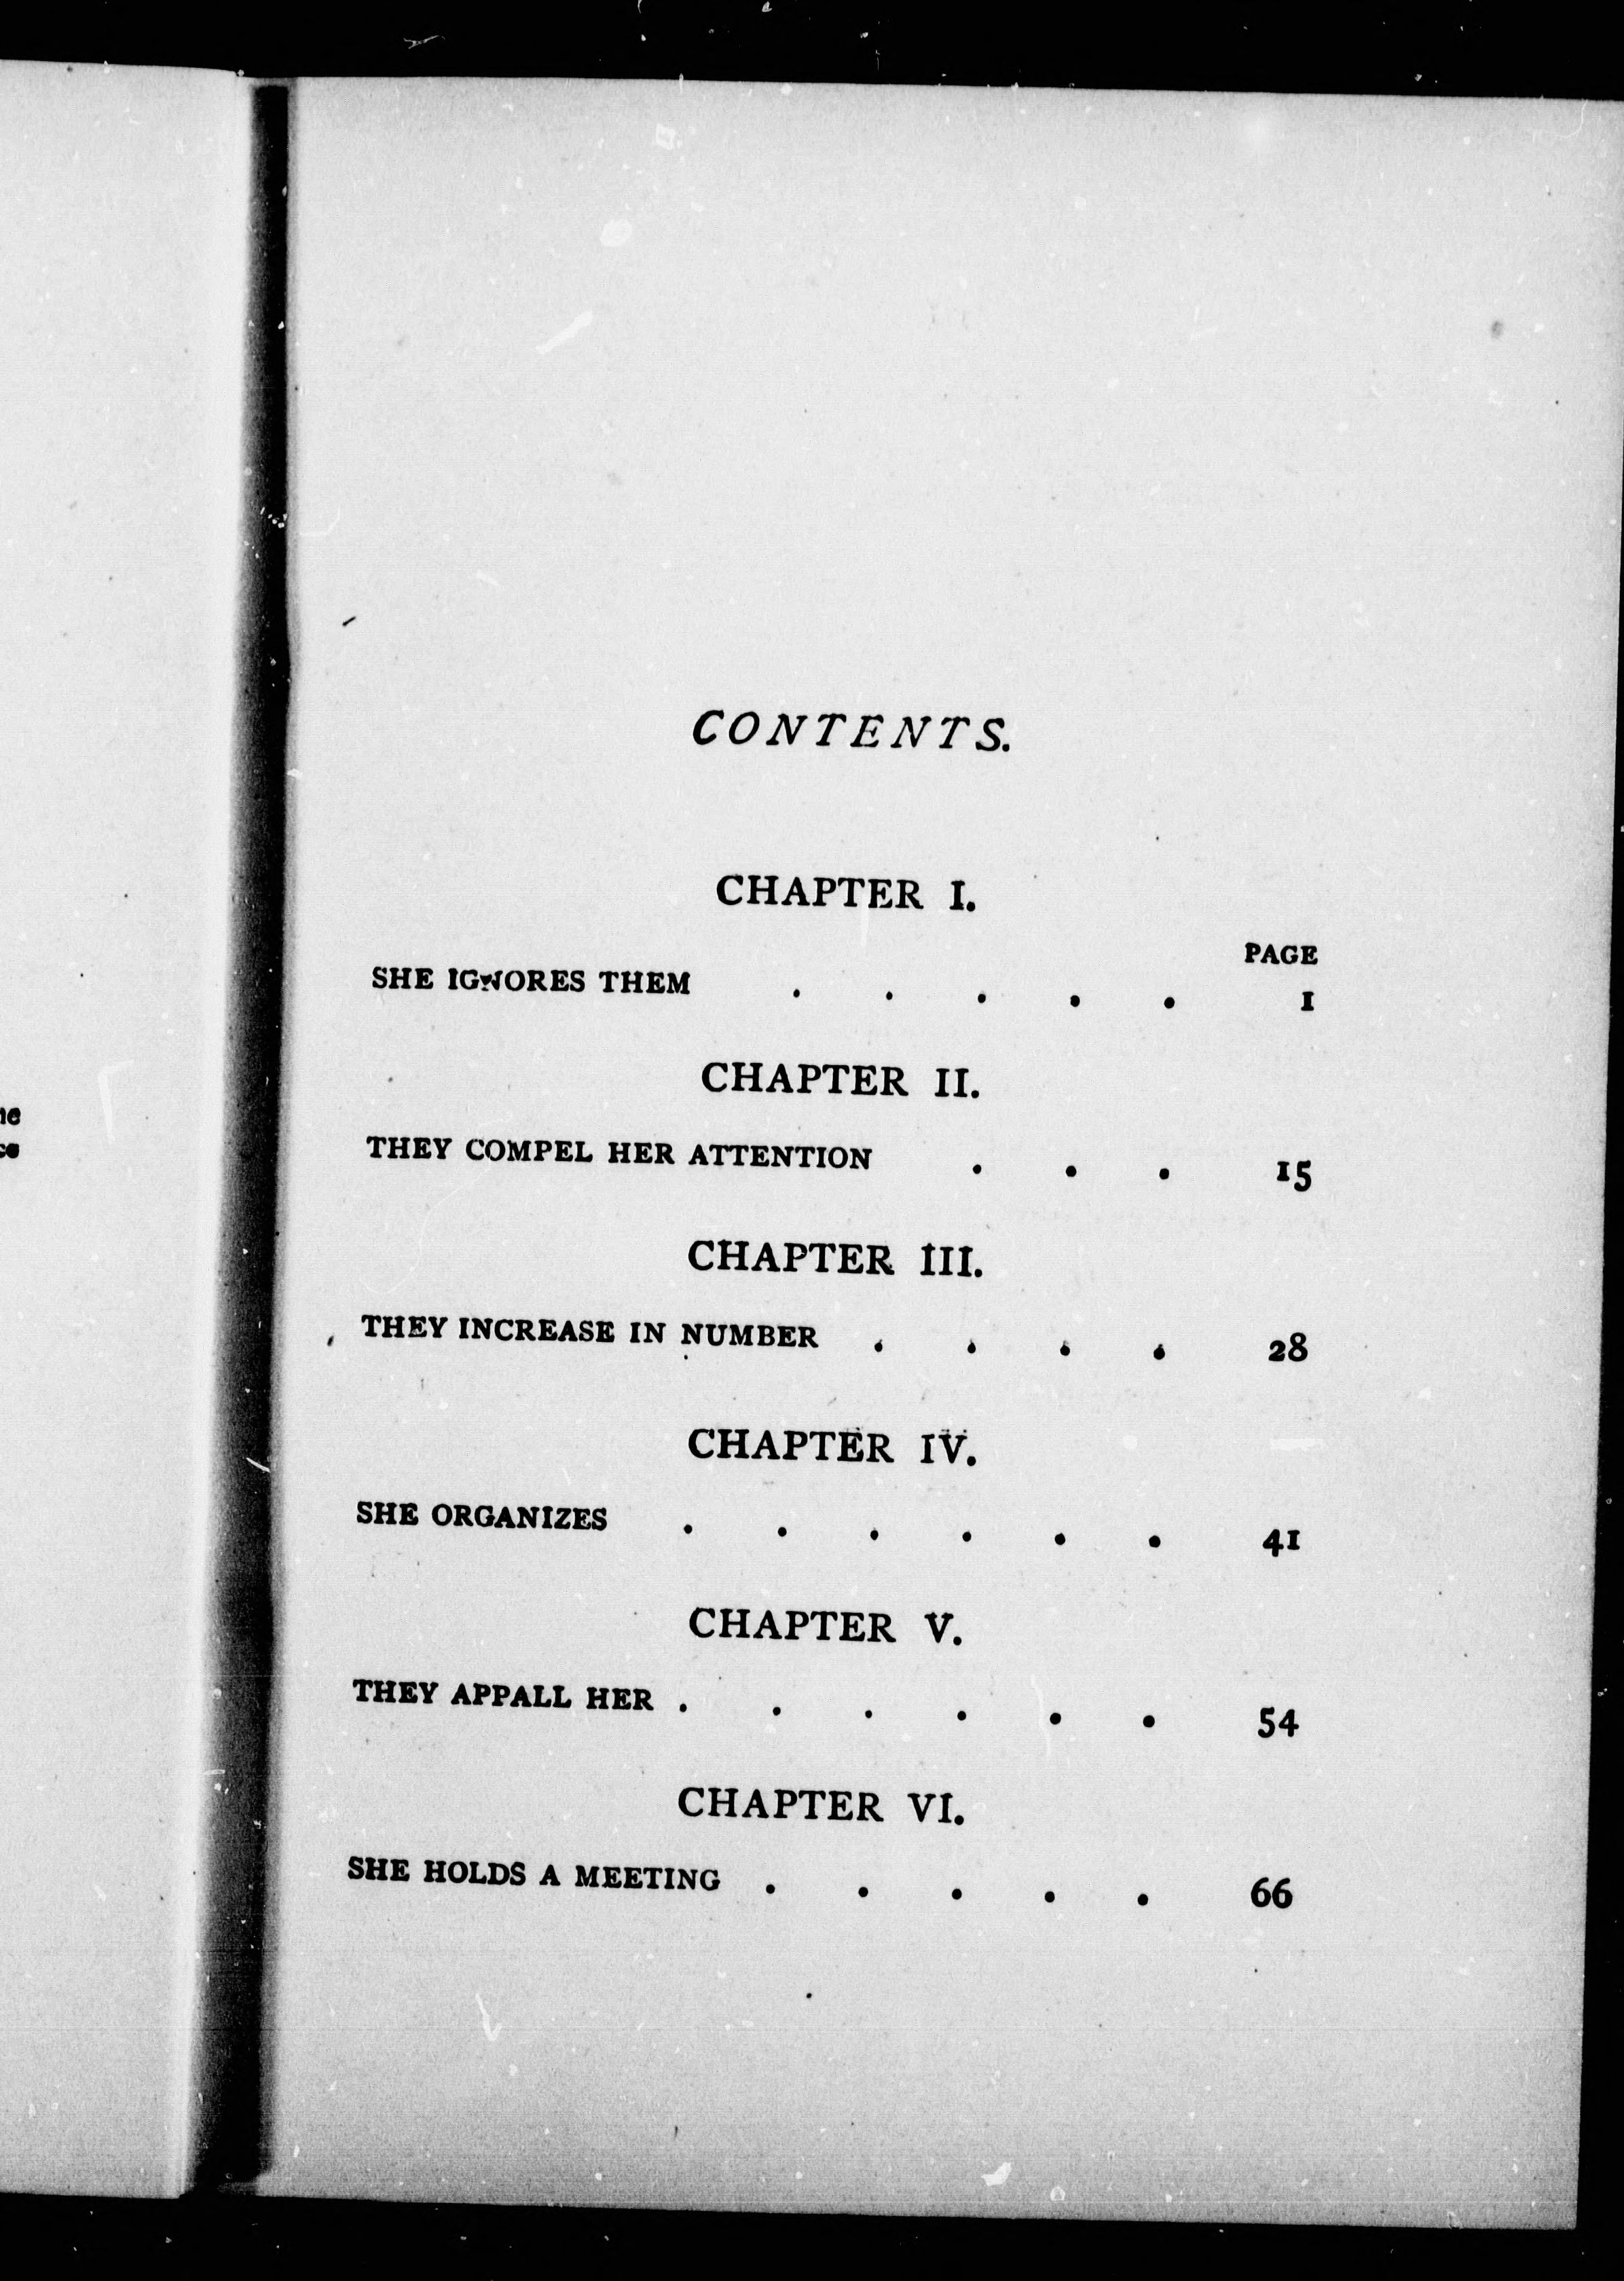 CONTENTS.
CHAPTER I.
PAGE
SHE IGNORES THEM . . . . . 1
CHAPTER II.
THEY COMPEL HER ATTENTION . . . 15
CHAPTER III.
THEY INCREASE IN NUMBER . . . . 28
CHAPTER IV.
SHE ORGANIZES . . . . . . 41
CHAPTER V.
THEY APPALL HER . . . . . . 54
CHAPTER VI.
SHE HOLDS A MEETING . . . . . 66